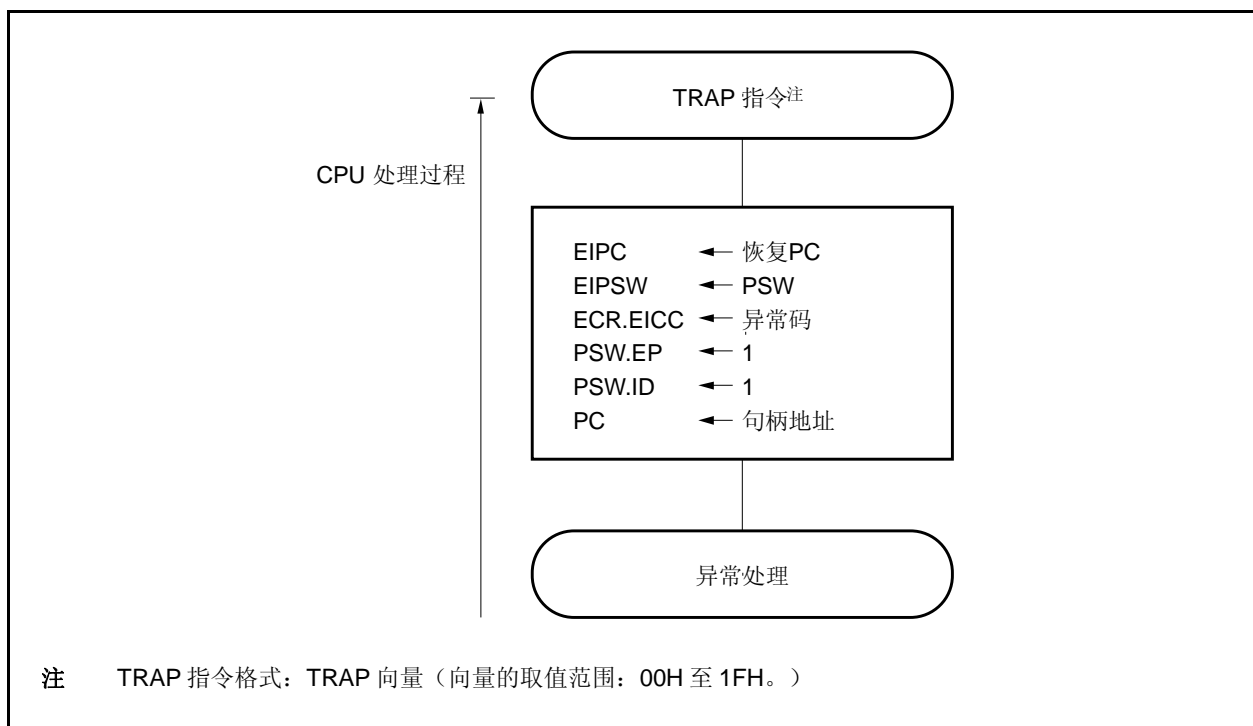 TRAP 指令注
CPU 处理过程
EIPC ← 恢复PC
EIPSW ← PSW
ECR.EICC ← 异常码
PSW.EP ← 1
PSW.ID ← 1
PC ← 句柄地址
异常处理
注 TRAP 指令格式：TRAP 向量（向量的取值范围：00H 至 1FH。）